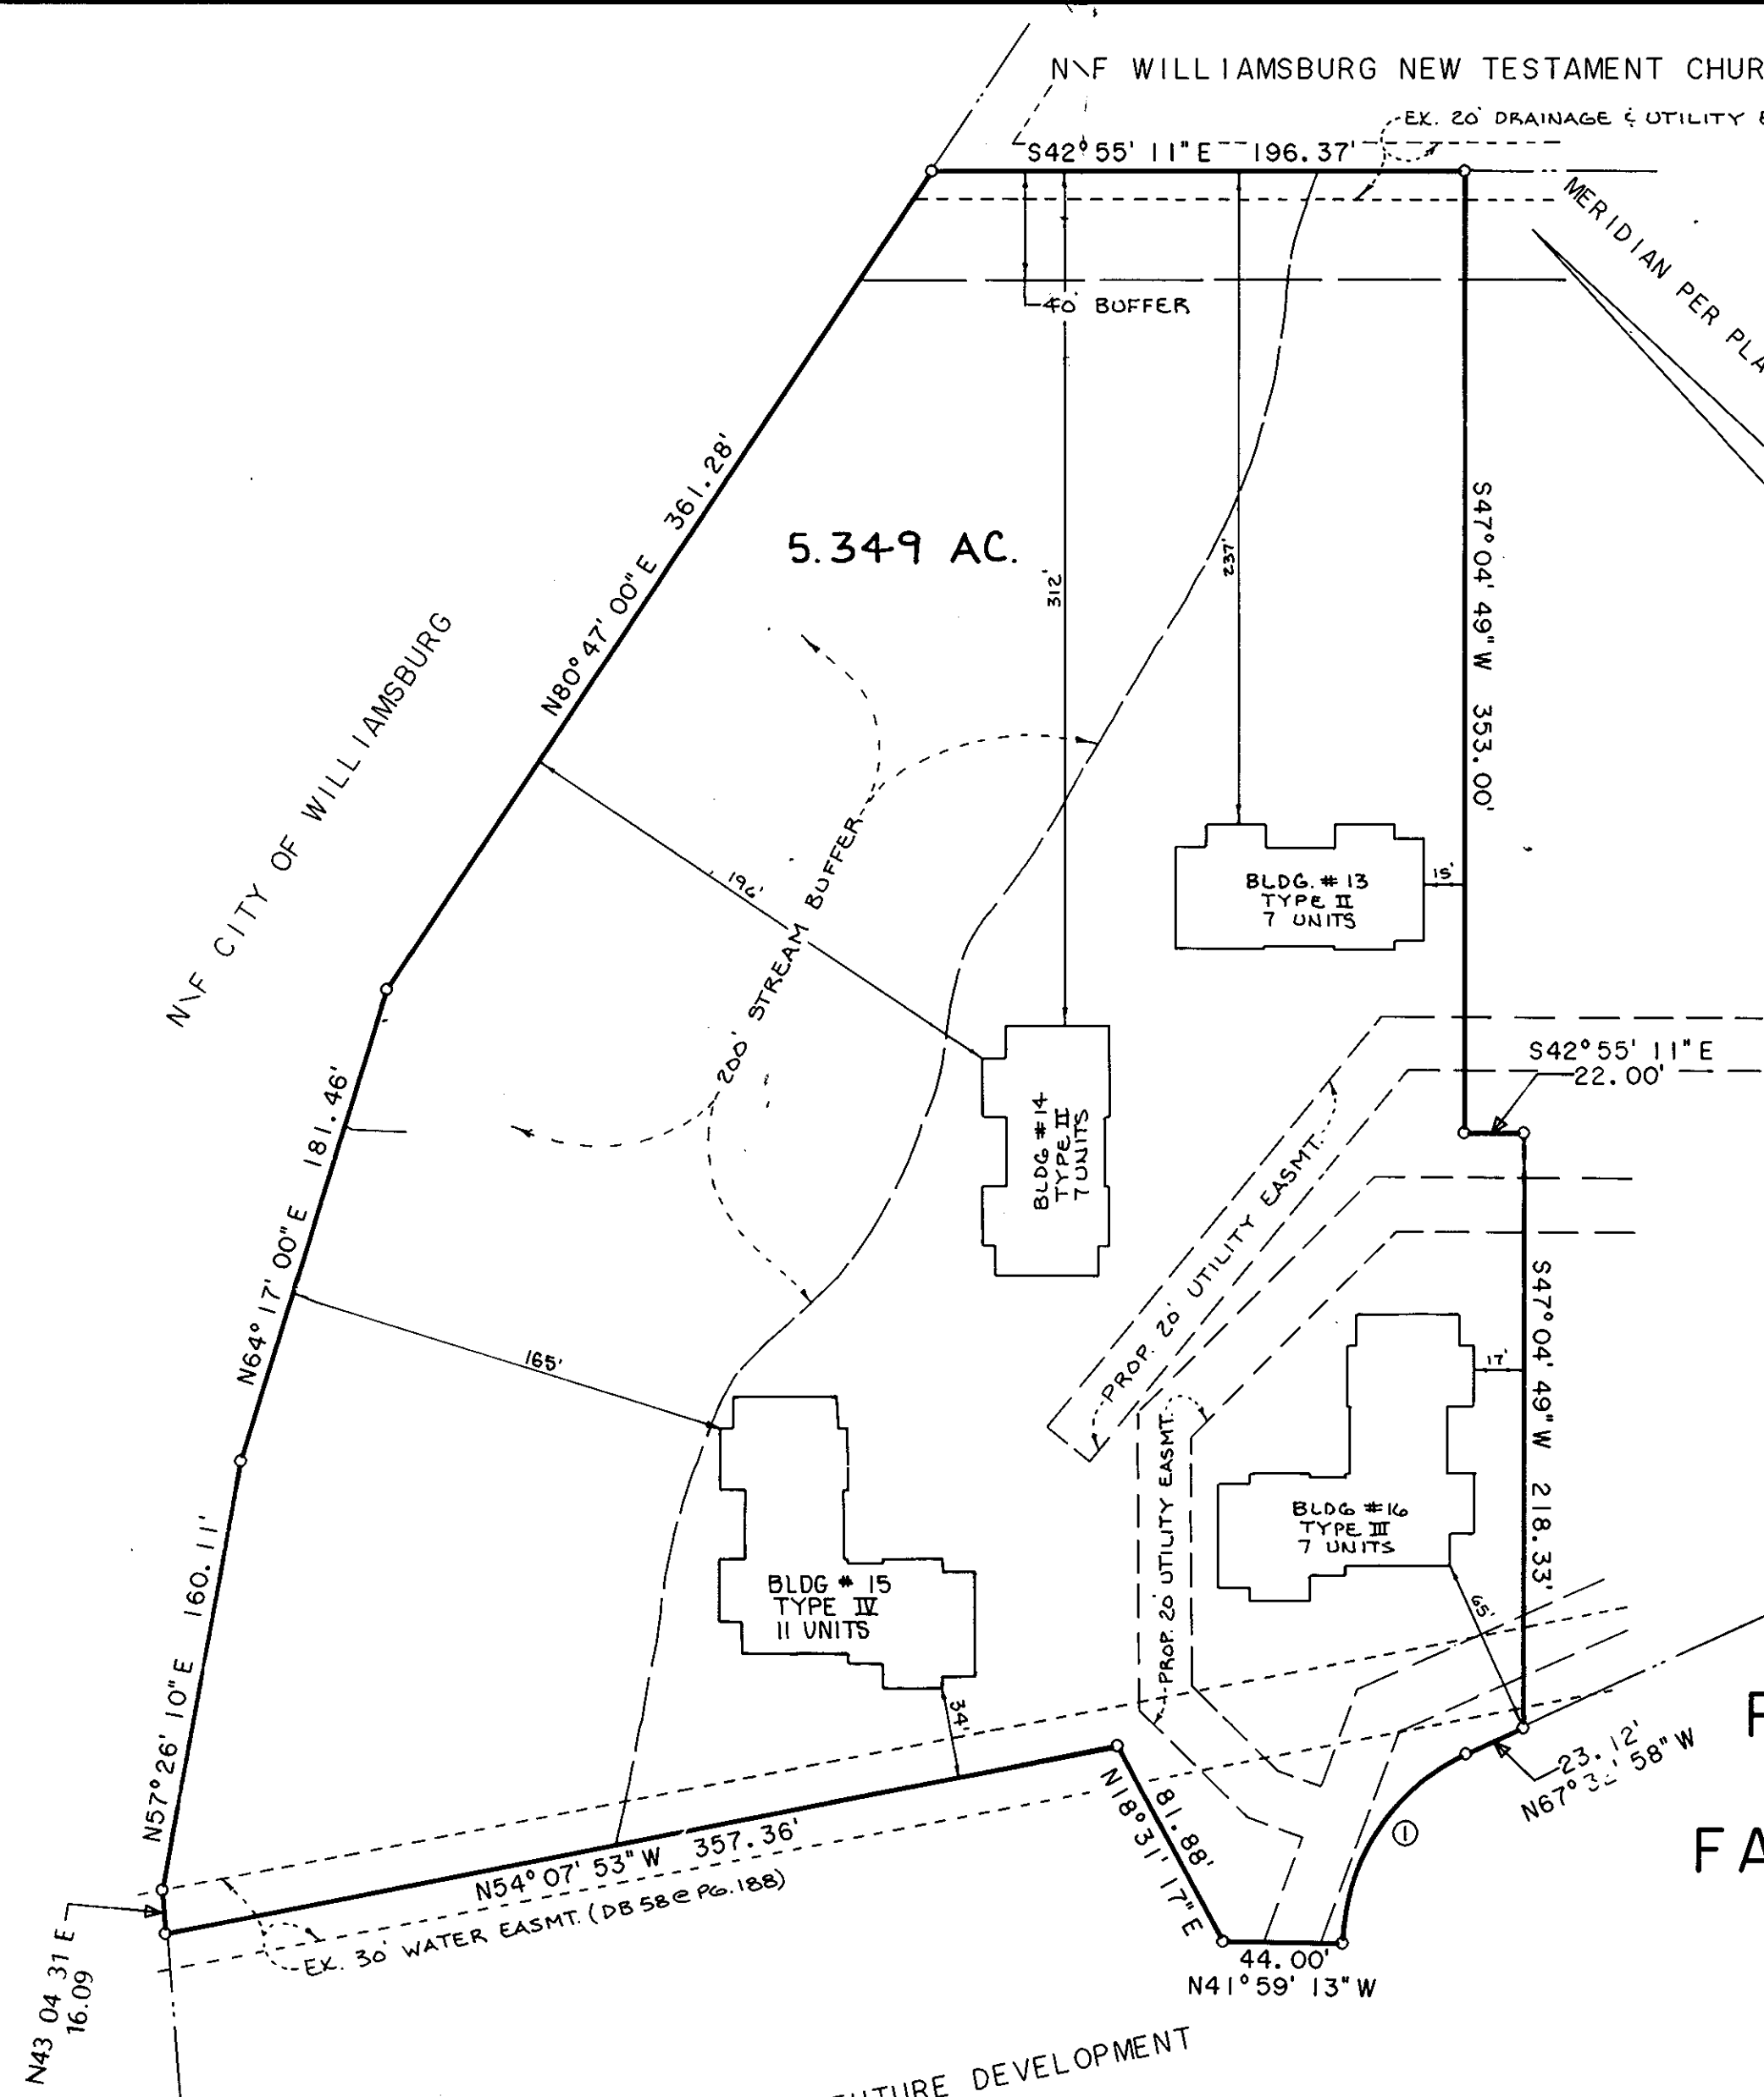 N\F WILLIAMSBURG NEW TESTAMENT CHUR
EX. 20' DRAINAGE & UTILITY E
S42°55'11"E 196.37'
MERIDIAN PER PLA
40' BUFFER
N80°47'00"E 361.28'
5.349 AC.
312'
237'
S47°04'49"W 353.00'
N\F CITY OF WILLIAMSBURG
196'
200' STREAM BUFFER
BLDG. #13
TYPE II
7 UNITS
15'
BLDG #14
TYPE II
7 UNITS
S42°55'11"E
22.00'
N64°17'00"E 181.46'
165'
PROP. 20' UTILITY EASMT.
PROP. 20' UTILITY EASMT.
17'
S47°04'49"W 218.33'
BLDG #16
TYPE III
7 UNITS
65'
BLDG # 15
TYPE IV
11 UNITS
34'
N57°26'10"E 160.11'
N54°07'53"W 357.36'
EX. 30' WATER EASMT. (DB 58 @ PG. 188)
81.88'
N18°31'17"E
23.12'
58"W
1
FA
44.00'
N41°59'13"W
N43 04 31 E
16.09
FUTURE DEVELOPMENT